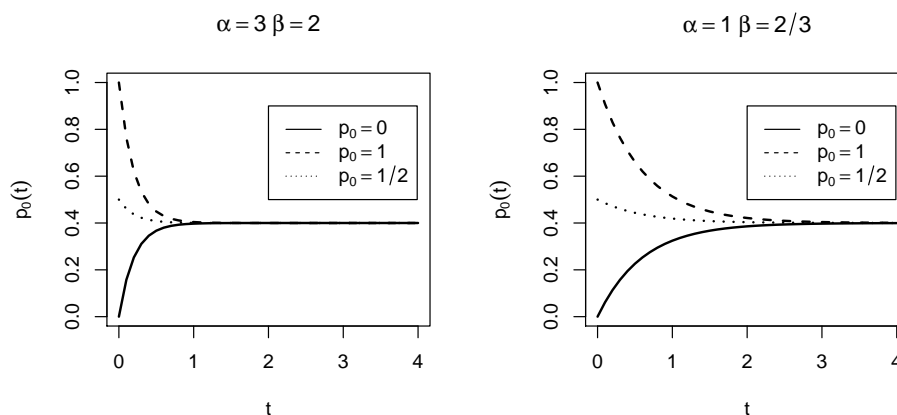 α = 3 β = 2
p₀(t)
0.0 0.2 0.4 0.6 0.8 1.0
p₀ = 0
p₀ = 1
p₀ = 1/2
0 1 2 3 4
t
α = 1 β = 2/3
p₀(t)
0.0 0.2 0.4 0.6 0.8 1.0
p₀ = 0
p₀ = 1
p₀ = 1/2
0 1 2 3 4
t